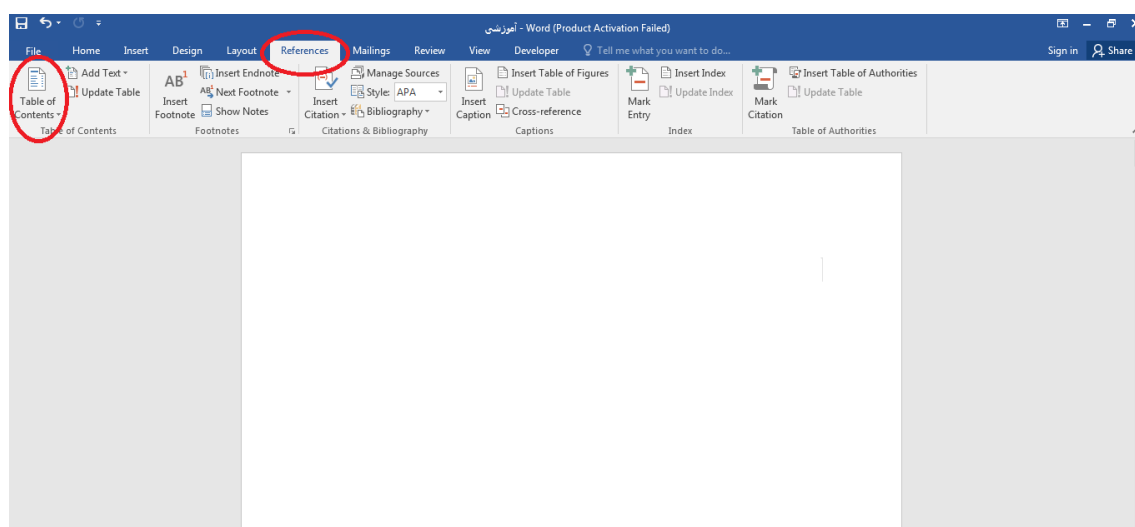 آموزشی - Word (Product Activation Failed)
File Home Insert Design Layout References Mailings Review View Developer Tell me what you want to do... Sign in Share
Table of Contents
Add Text
Update Table
Table of Contents
AB1
Insert Footnote
Insert Endnote
AB1 Next Footnote
Show Notes
Footnotes
Insert Citation
Manage Sources
Style: APA
Bibliography
Citations & Bibliography
Insert Caption
Insert Table of Figures
Update Table
Cross-reference
Captions
Mark Entry
Insert Index
Update Index
Index
Mark Citation
Insert Table of Authorities
Update Table
Table of Authorities